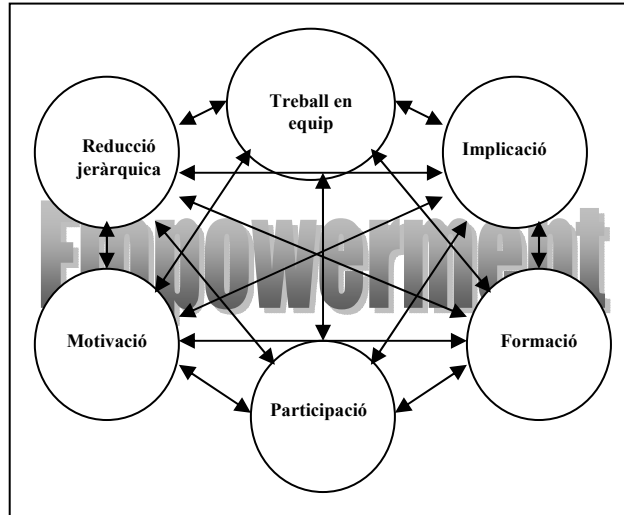 Treball en
equip
Reducció
jeràrquica
Implicació
Empowerment
Motivació
Formació
Participació